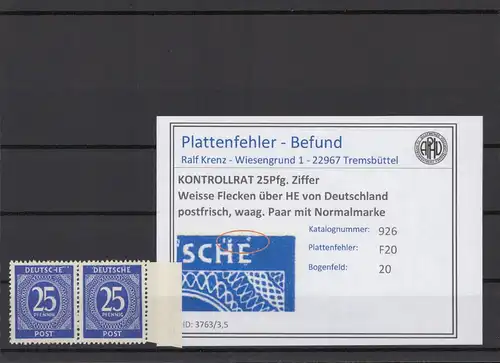 Plattenfehler - Befund
Ralf Krenz - Wiesengrund 1 - 22967 Tremsbüttel
KONTROLLRAT 25Pfg. Ziffer
Weisse Flecken über HE von Deutschland
postfrisch, waag. Paar mit Normalmarke
Katalognummer: 926
Plattenfehler: F20
Bogenfeld: 20
SCHE
ID: 3763/3,5
DEUTSCHE DEUTSCHE
25 25
PFENNIG PFENNIG
POST POST